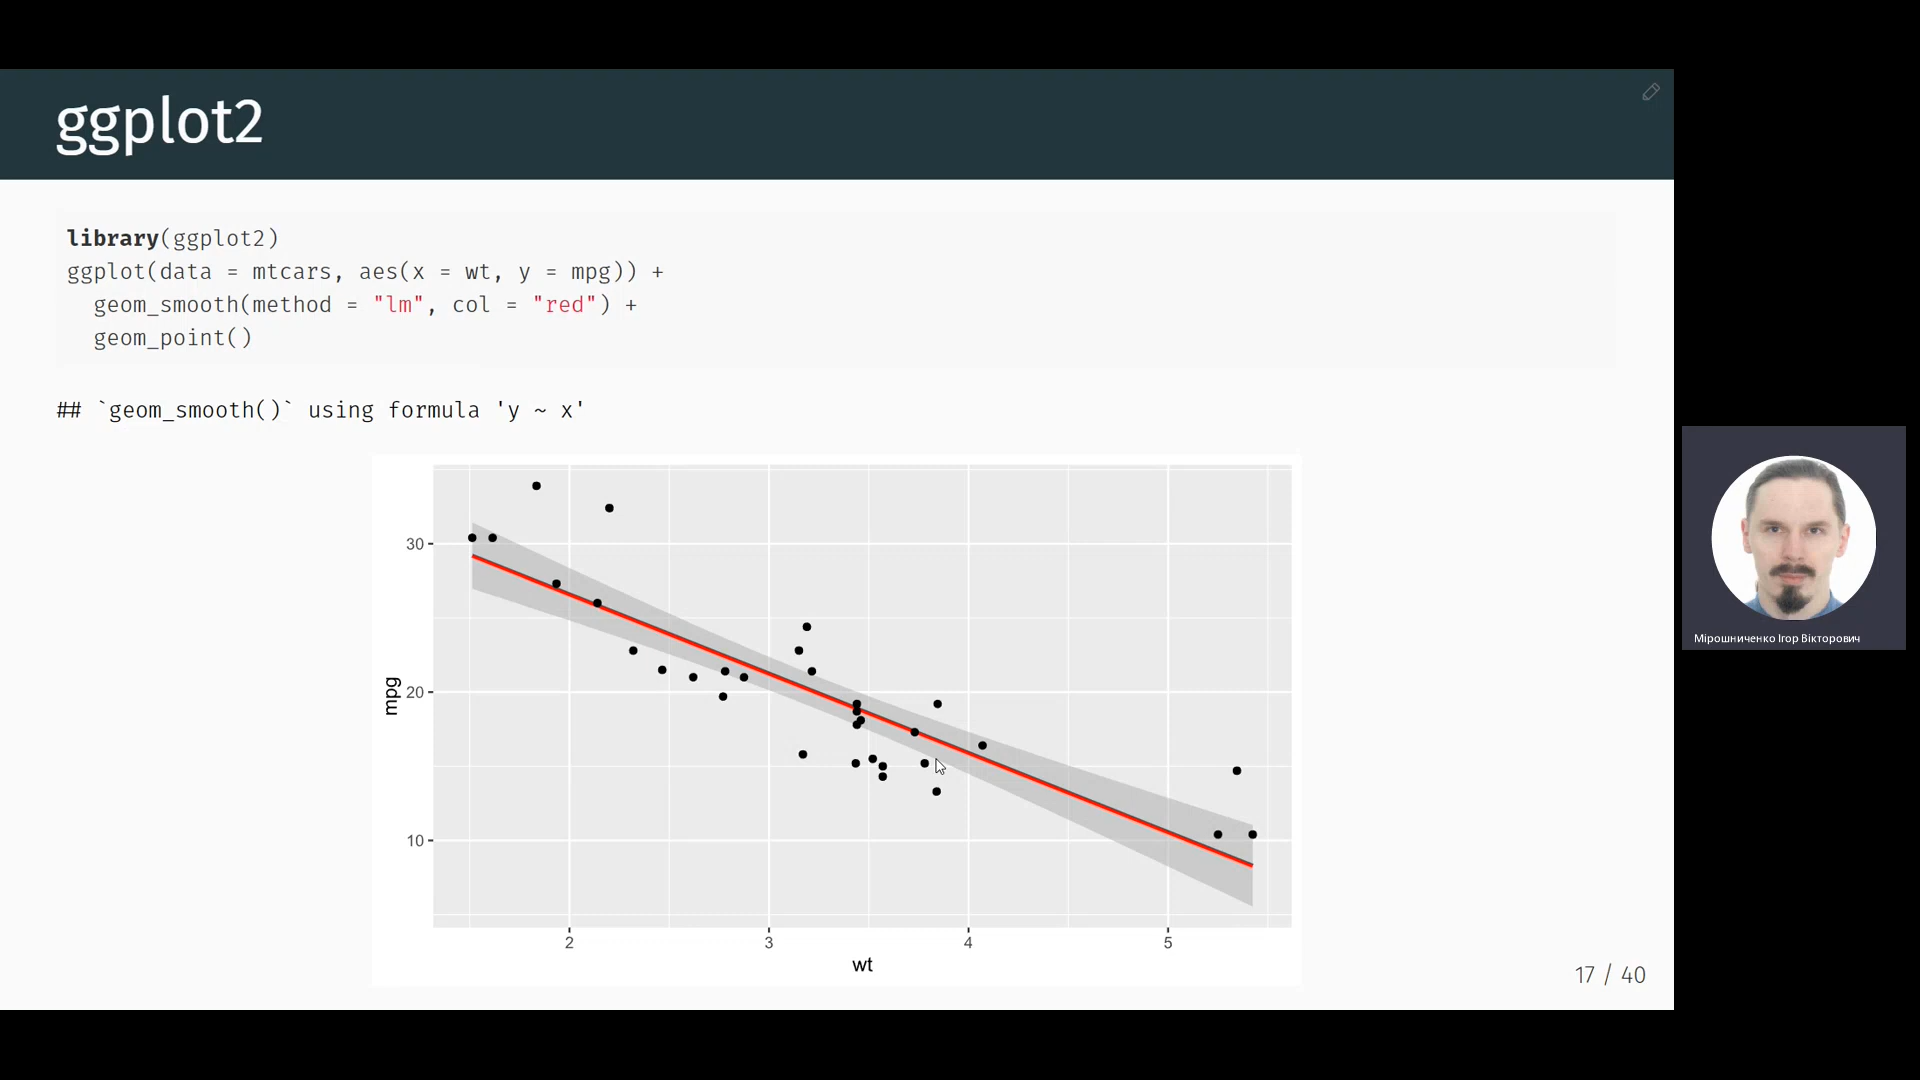 ggplot2
library(ggplot2)
ggplot(data = mtcars, aes(x = wt, y = mpg)) +
  geom_smooth(method = "lm", col = "red") +
  geom_point()
## `geom_smooth()` using formula 'y ~ x'
30
20
10
mpg
2 3 4 5
wt
17 / 40
Мірошниченко Ігор Вікторович